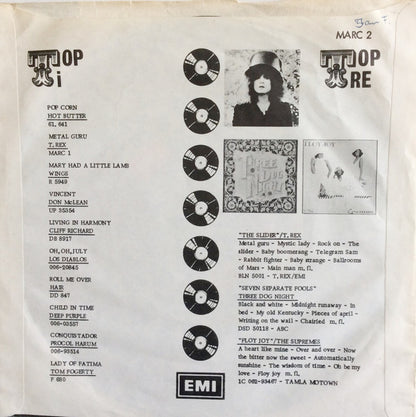 MARC 2
TOP
i
TOP
RE
POP CORN
HOT BUTTER
61, 641
METAL GURU
T, REX
MARC 1
MARY HAD A LITTLE LAMB
WINGS
R 5949
VINCENT
DON McLEAN
UP 35354
LIVING IN HARMONY
CLIFF RICHARD
DB 8917
OH, OH, JULY
LOS DIABLOS
006-20845
ROLL ME OVER
HAIR
DD 847
CHILD IN TIME
DEEP PURPLE
006-03557
CONQUISTADOR
PROCOL HARUM
006-93314
LADY OF FATIMA
TOM FOGERTY
THREE
DOG
NIGHT
FLOY JOY
"THE SLIDER"/T, REX
Metal guru - Mystic lady - Rock on - The
slider - Baby boomerang - Telegram Sam
- Rabbit fighter - Baby strange - Ballrooms
of Mars - Main man m, fl,
BLN 5001 - T, REX/EMI
"SEVEN SEPARATE FOOLS"
THREE DOG NIGHT
Black and white - Midnight runaway - In
bed - My old Kentucky - Pieces of april -
Writing on the wall - Chairied m, fl,
DSD 50118 - ABC
"FLOY JOY"/THE SUPREMES
A heart like mine - Over and over - Now
the bitter now the sweet - Automatically
sunshine - The wisdom of time - Oh be my
love - Floy joy m, fl,
1C 062-93467 - TAMLA MOTOWN
EMI